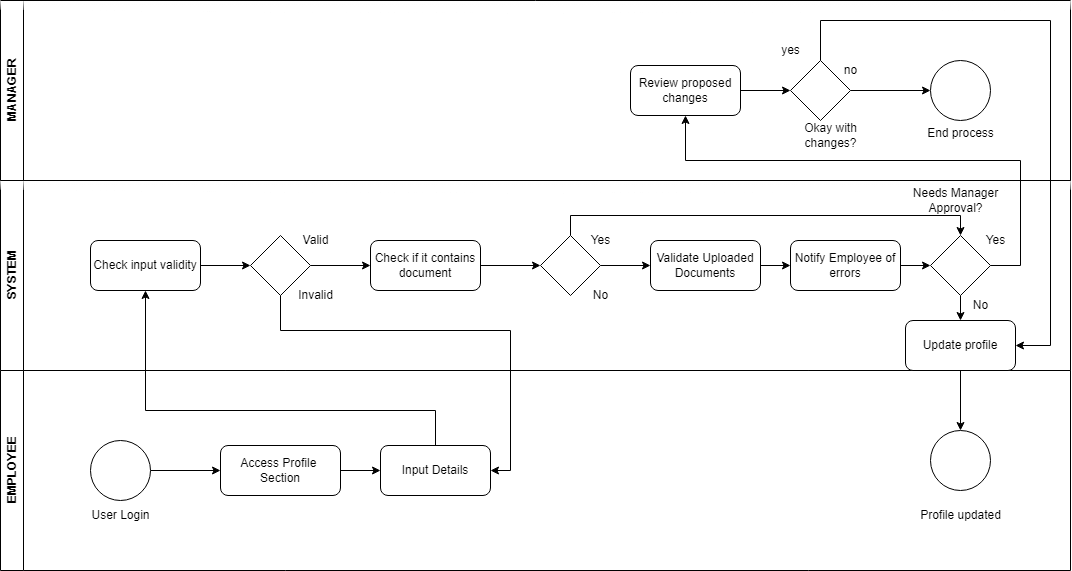 MANAGER
yes
no
Review proposed
changes
Okay with
changes?
End process
SYSTEM
Needs Manager
Approval?
Check input validity
Valid
Invalid
Check if it contains
document
Yes
No
Validate Uploaded
Documents
Notify Employee of
errors
Yes
No
Update profile
EMPLOYEE
User Login
Access Profile
Section
Input Details
Profile updated